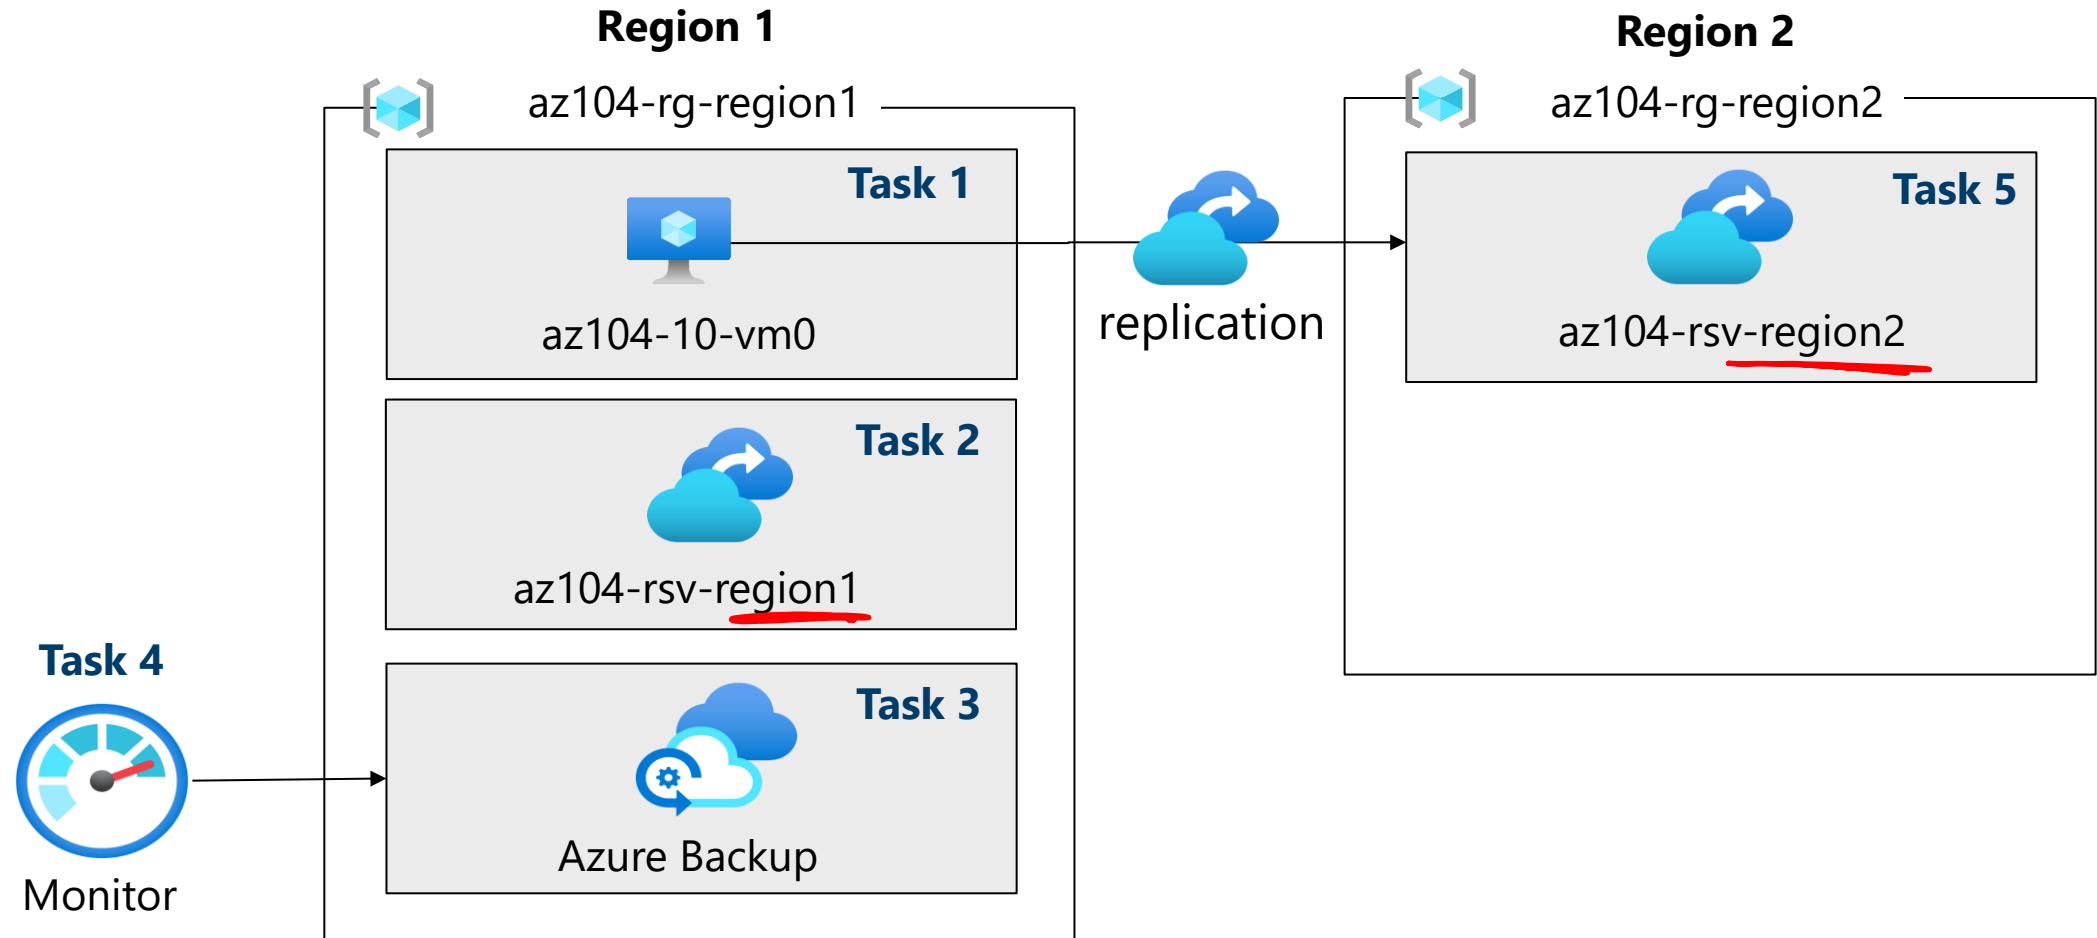 Region 1
Region 2
az104-rg-region1
az104-rg-region2
Task 1
az104-10-vm0
replication
Task 5
az104-rsv-region2
Task 2
az104-rsv-region1
Task 4
Monitor
Task 3
Azure Backup